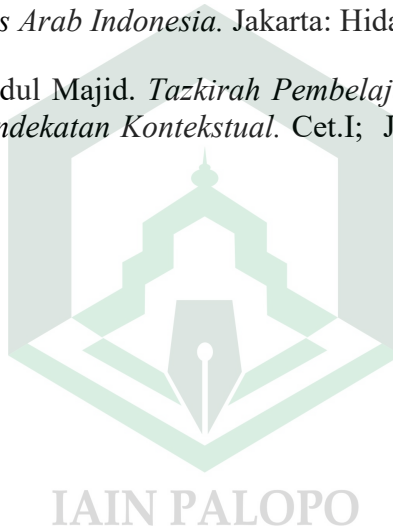 s Arab Indonesia. Jakarta: Hida
dul Majid. Tazkirah Pembelaj
ndekatan Kontekstual. Cet.I; J
IAIN PALOPO